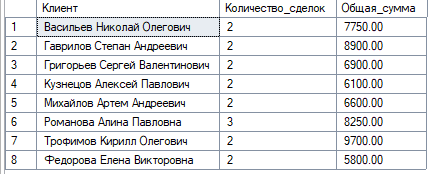 Клиент Количество_сделок Общая_сумма
1 Васильев Николай Олегович 2 7750.00
2 Гаврилов Степан Андреевич 2 8900.00
3 Григорьев Сергей Валентинович 2 6900.00
4 Кузнецов Алексей Павлович 2 6100.00
5 Михайлов Артем Андреевич 2 6600.00
6 Романова Алина Павловна 3 8250.00
7 Трофимов Кирилл Олегович 2 9700.00
8 Федорова Елена Викторовна 2 5800.00